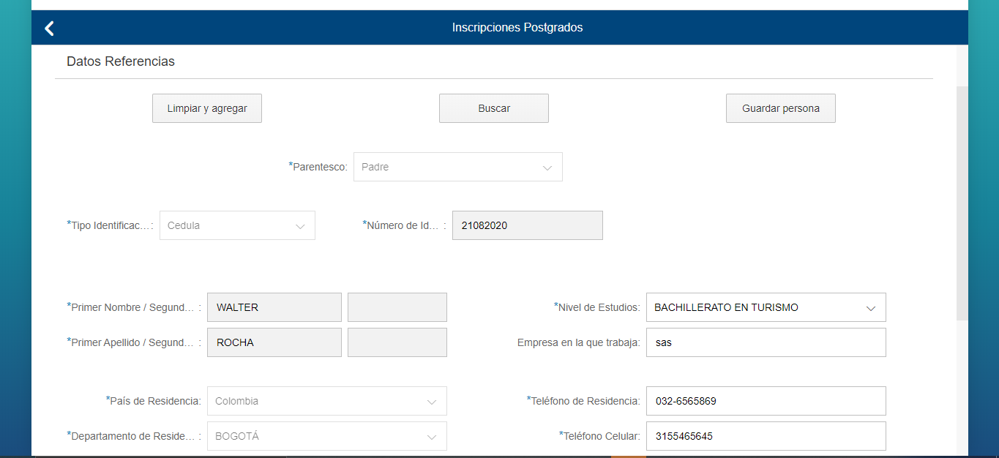 Inscripciones Postgrados
Datos Referencias
Limpiar y agregar Buscar Guardar persona
*Parentesco: Padre
*Tipo Identificac...: Cedula *Número de Id... : 21082020
*Primer Nombre / Segund... : WALTER *Nivel de Estudios: BACHILLERATO EN TURISMO
*Primer Apellido / Segund... : ROCHA Empresa en la que trabaja: sas
*País de Residencia: Colombia *Teléfono de Residencia: 032-6565869
*Departamento de Reside... : BOGOTÁ *Teléfono Celular: 3155465645